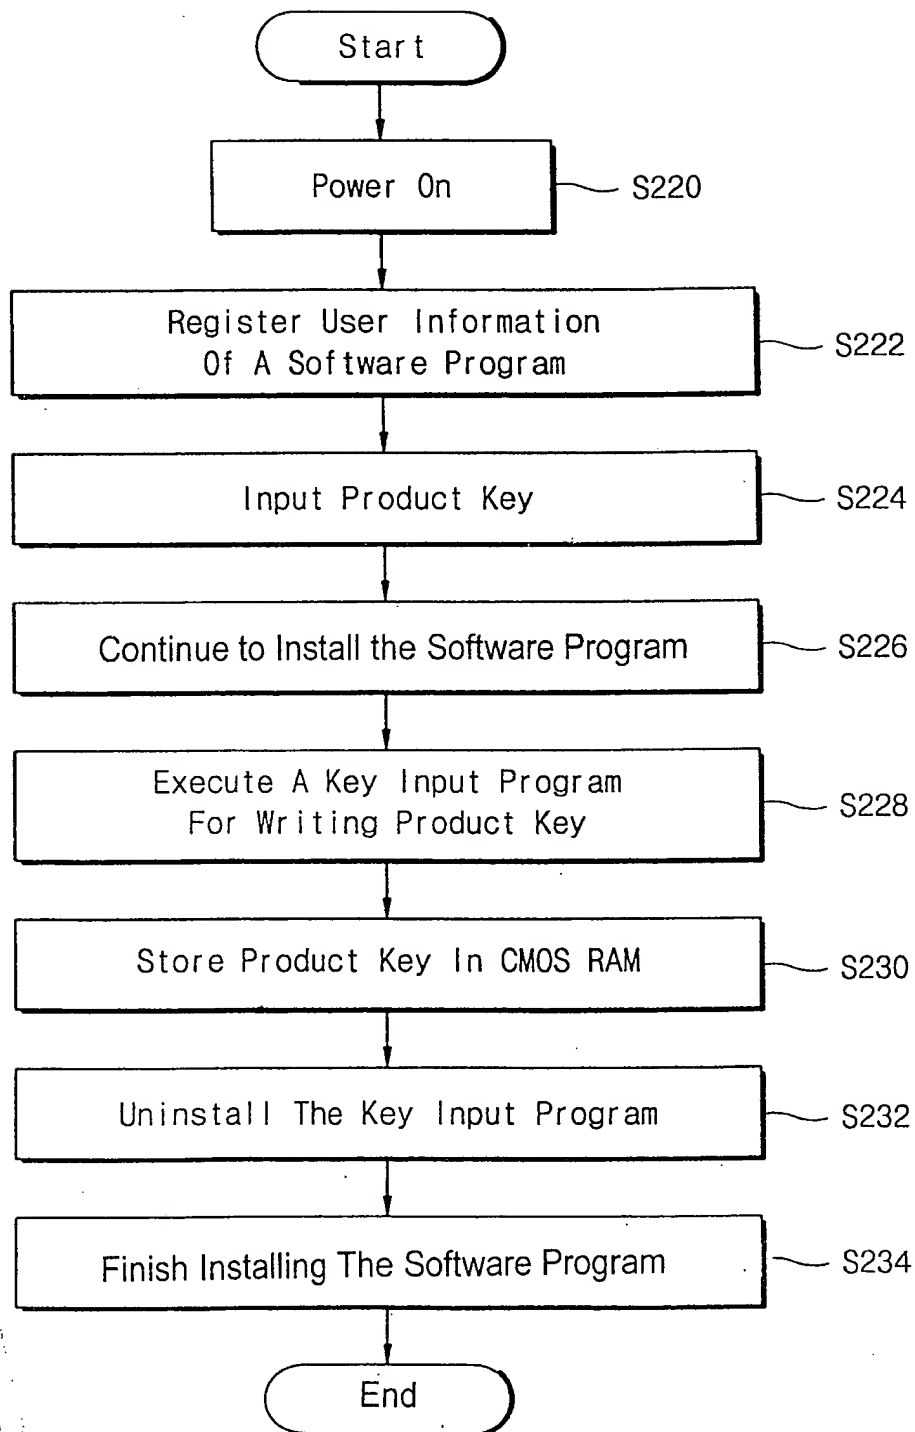 Start
Power On
S220
Register User Information
Of A Software Program
S222
Input Product Key
S224
Continue to Install the Software Program
S226
Execute A Key Input Program
For Writing Product Key
S228
Store Product Key In CMOS RAM
S230
Uninstall The Key Input Program
S232
Finish Installing The Software Program
S234
End